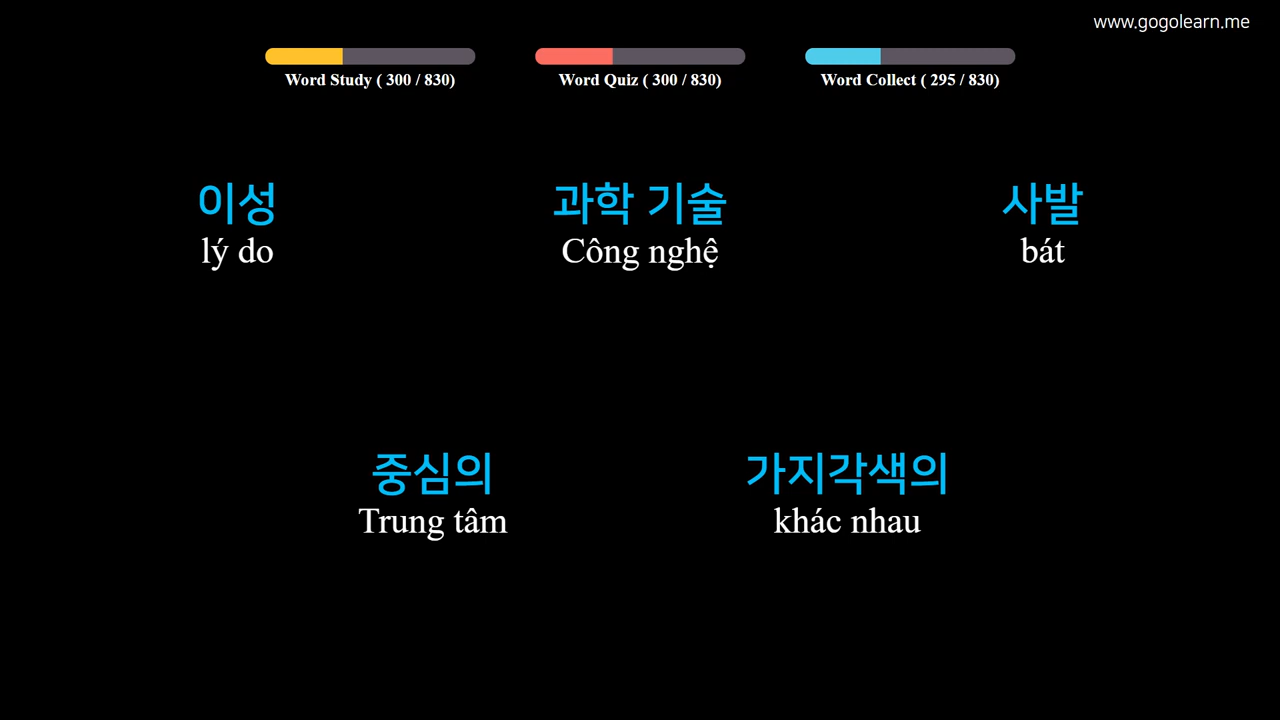 www.gogolearn.me
Word Study ( 300 / 830)
Word Quiz ( 300 / 830)
Word Collect ( 295 / 830)
이성
lý do
과학 기술
Công nghệ
사발
bát
중심의
Trung tâm
가지각색의
khác nhau